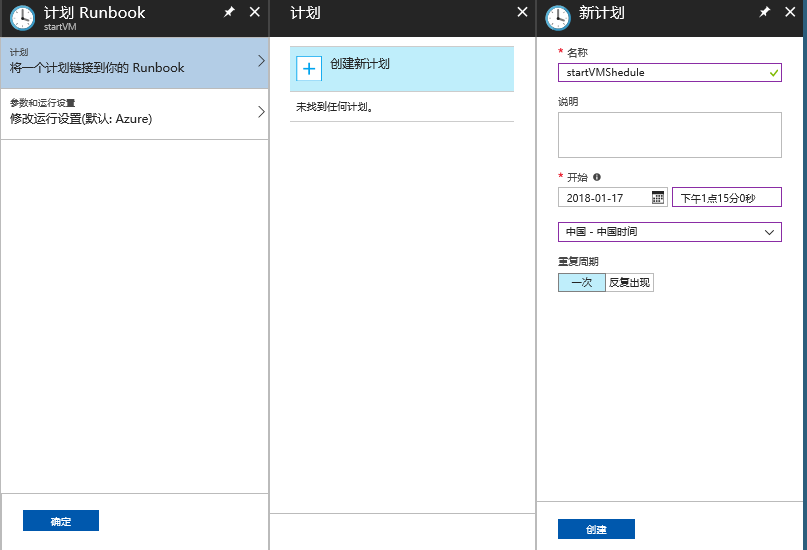 计划 Runbook
startVM
计划
将一个计划链接到你的 Runbook
参数和运行设置
修改运行设置(默认: Azure)
确定
计划
创建新计划
未找到任何计划。
新计划
* 名称
startVMShedule
说明
* 开始
2018-01-17
下午1点15分0秒
中国 - 中国时间
重复周期
一次
反复出现
创建